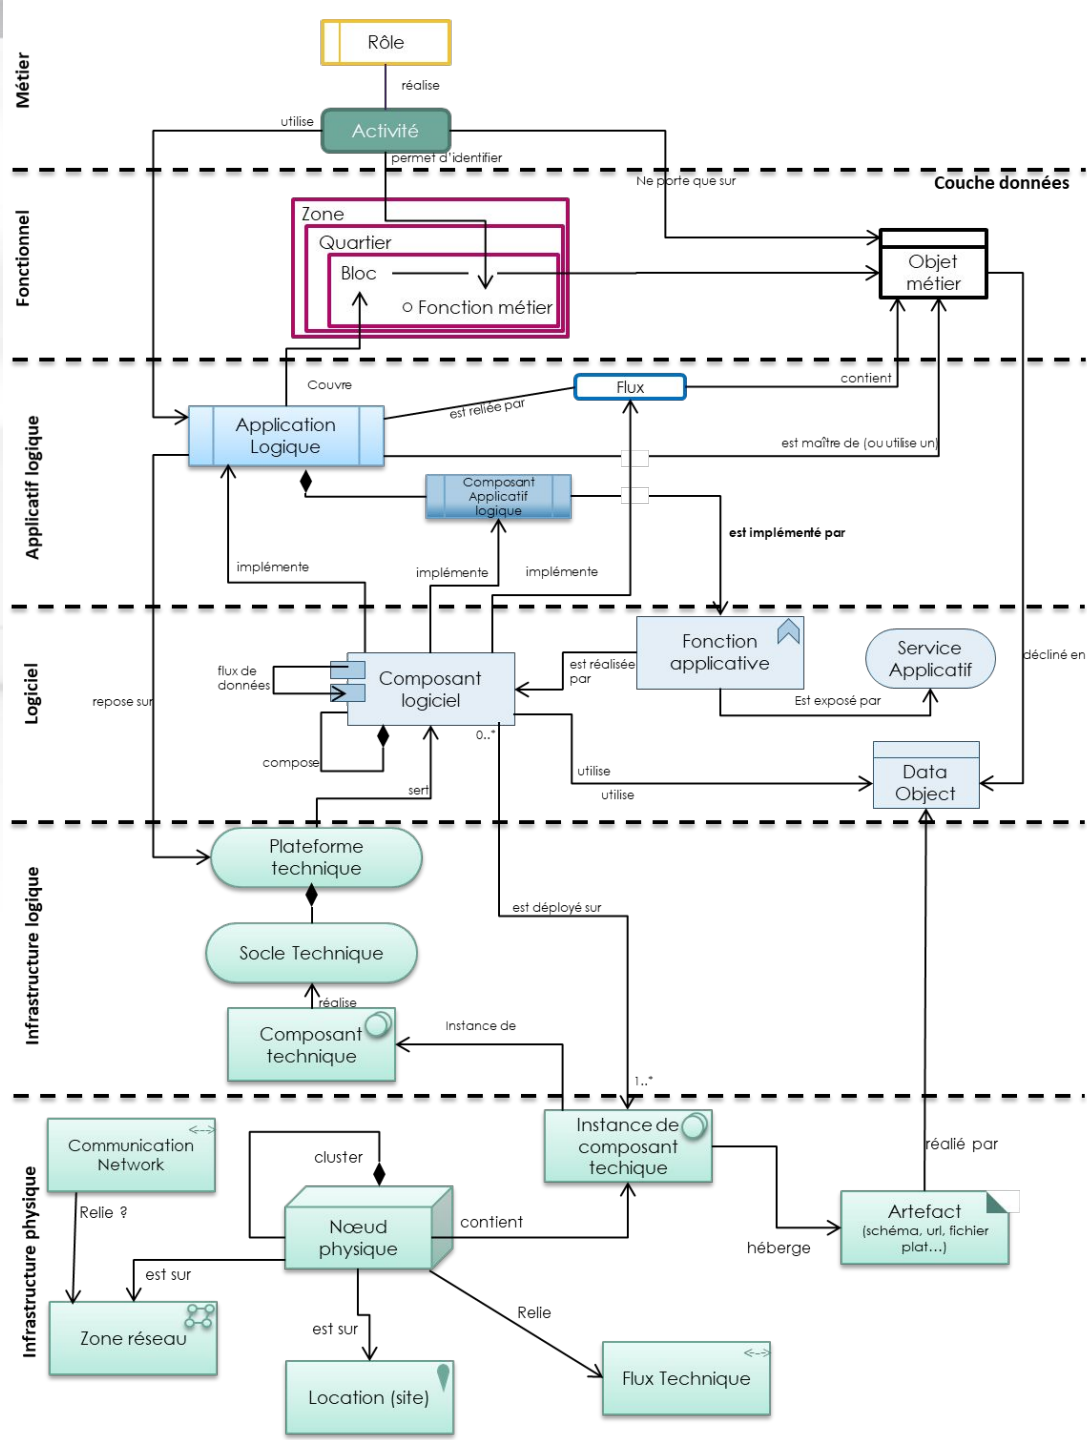 Métier
Rôle
réalise
utilise
Activité
permet d'identifier
Ne porte que sur
Couche données
Fonctionnel
Zone
Quartier
Bloc
Fonction métier
Objet
métier
Applicatif logique
Couvre
Flux
contient
est reliée par
Application
Logique
est maître de (ou utilise un)
Composant
Applicatif
logique
est implémenté par
implémente
implémente
implémente
Logiciel
Fonction
applicative
Service
Applicatif
décliné en
est réalisée
par
flux de
données
Composant
logiciel
Est exposé par
repose sur
0..*
compose
utilise
utilise
Data
Object
sert
Infrastructure logique
Plateforme
technique
est déployé sur
Socle Technique
réalise
Composant
technique
Instance de
1..*
Infrastructure physique
Communication
Network
Instance de
composant
techique
cluster
réalié par
Relie ?
Nœud
physique
contient
Artefact
(schéma, url, fichier
plat...)
héberge
est sur
Zone réseau
est sur
Relie
Location (site)
Flux Technique